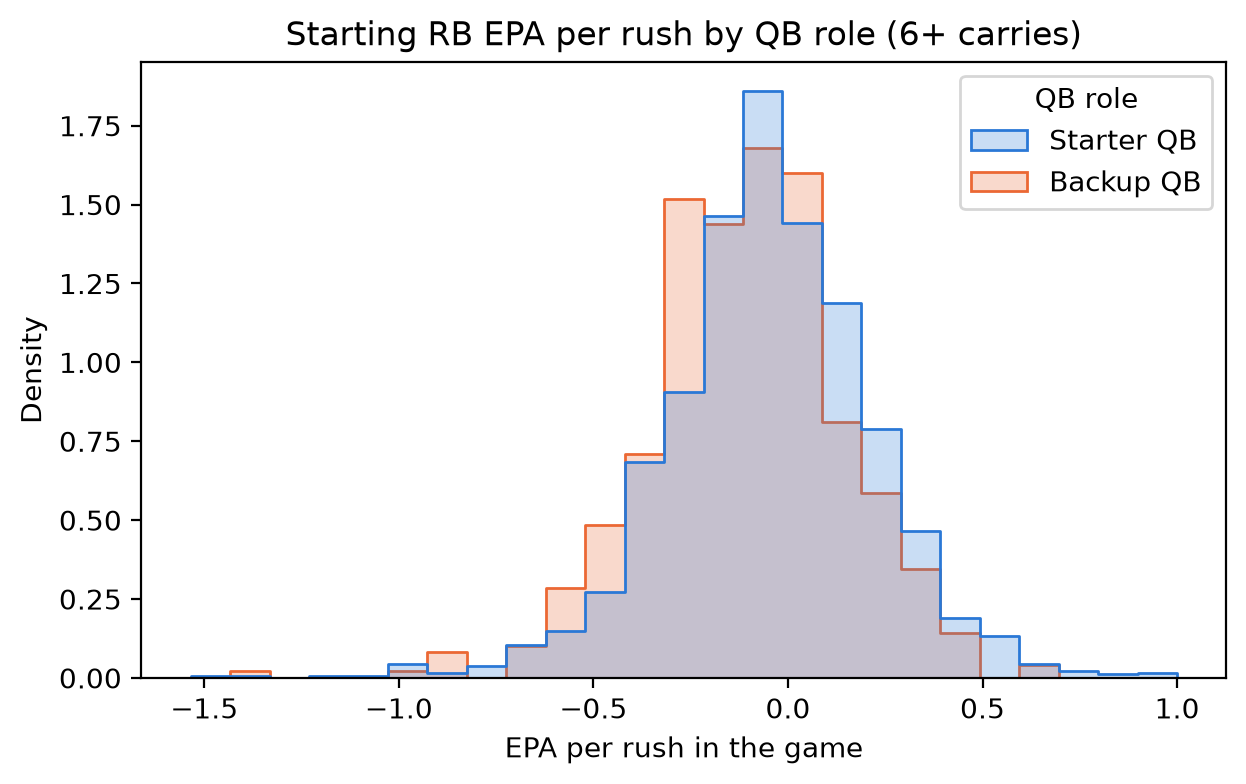 Starting RB EPA per rush by QB role (6+ carries)
QB role
Starter QB
Backup QB
Density
1.75
1.50
1.25
1.00
0.75
0.50
0.25
0.00
−1.5 −1.0 −0.5 0.0 0.5 1.0
EPA per rush in the game